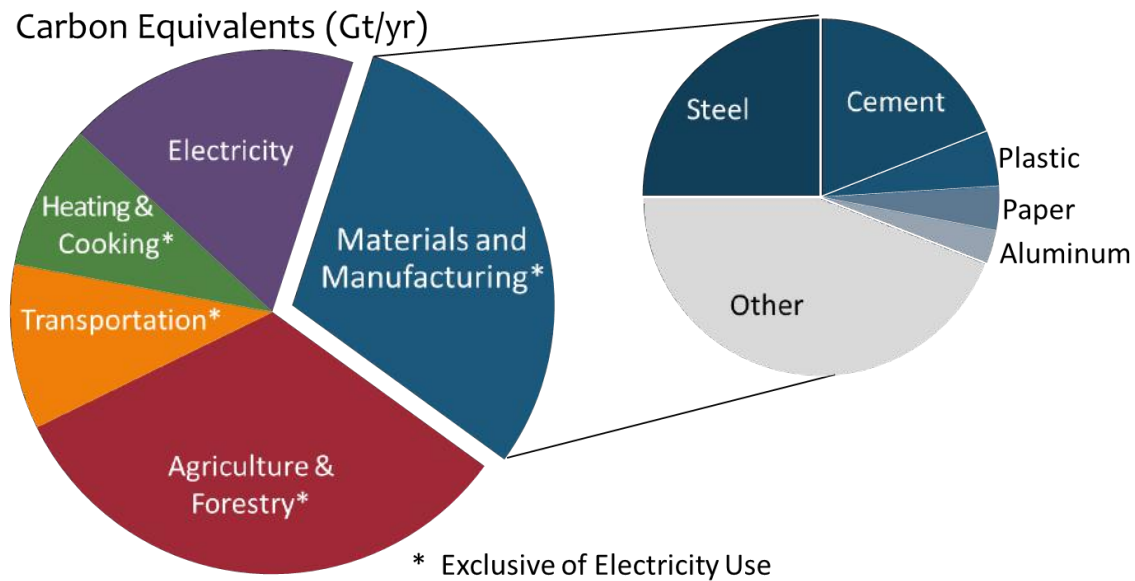 Carbon Equivalents (Gt/yr)
Electricity
Heating &
Cooking*
Transportation*
Agriculture &
Forestry*
Materials and
Manufacturing*
Steel
Cement
Plastic
Paper
Aluminum
Other
* Exclusive of Electricity Use